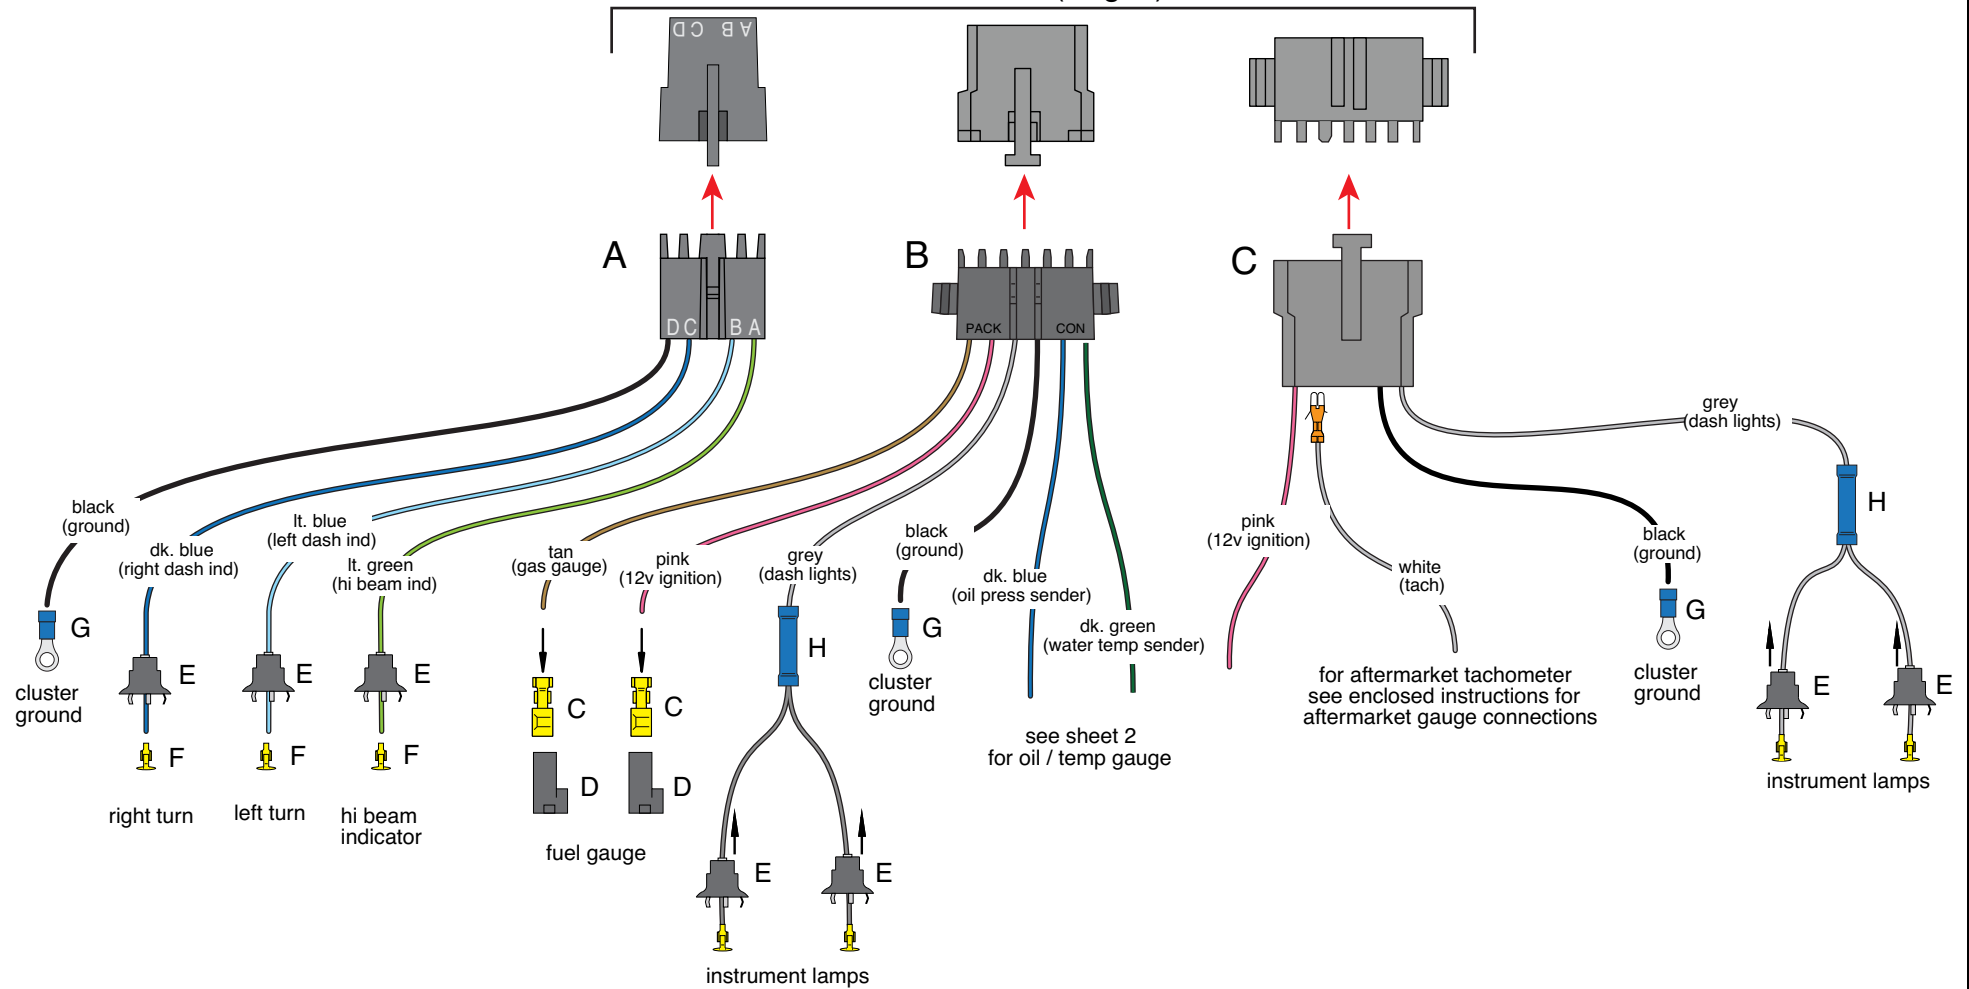 CD AB
A
B
C
D C B A
PACK CON
grey
(dash lights)
black
(ground)
dk. blue
(right dash ind)
lt. blue
(left dash ind)
lt. green
(hi beam ind)
tan
(gas gauge)
pink
(12v ignition)
grey
(dash lights)
black
(ground)
dk. blue
(oil press sender)
dk. green
(water temp sender)
pink
(12v ignition)
white
(tach)
black
(ground)
H
G
cluster
ground
E
F
right turn
E
F
left turn
E
F
hi beam
indicator
C
D
C
D
fuel gauge
H
E
E
instrument lamps
G
cluster
ground
see sheet 2
for oil / temp gauge
for aftermarket tachometer
see enclosed instructions for
aftermarket gauge connections
G
cluster
ground
E
E
instrument lamps